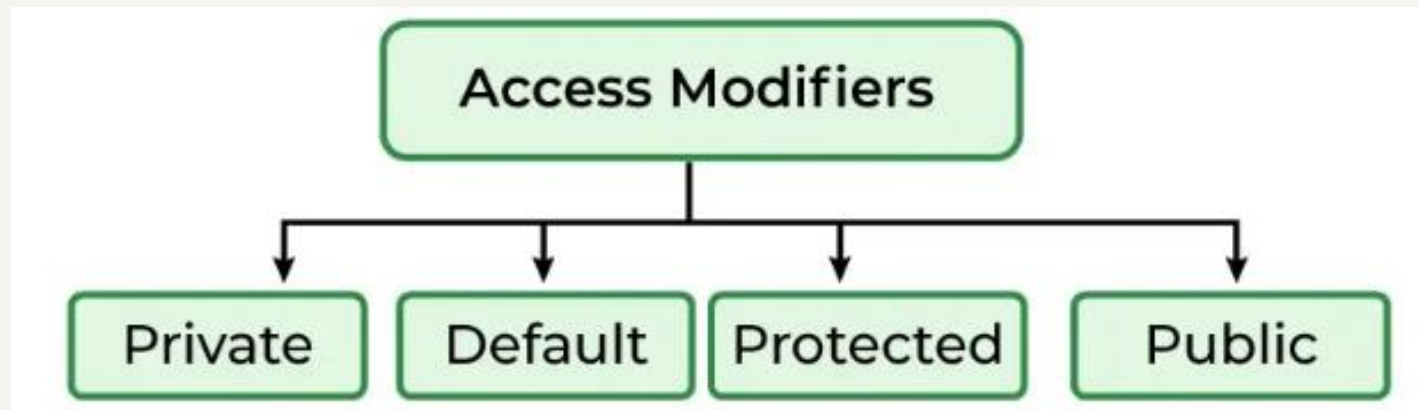 Access Modifiers
Private
Default
Protected
Public